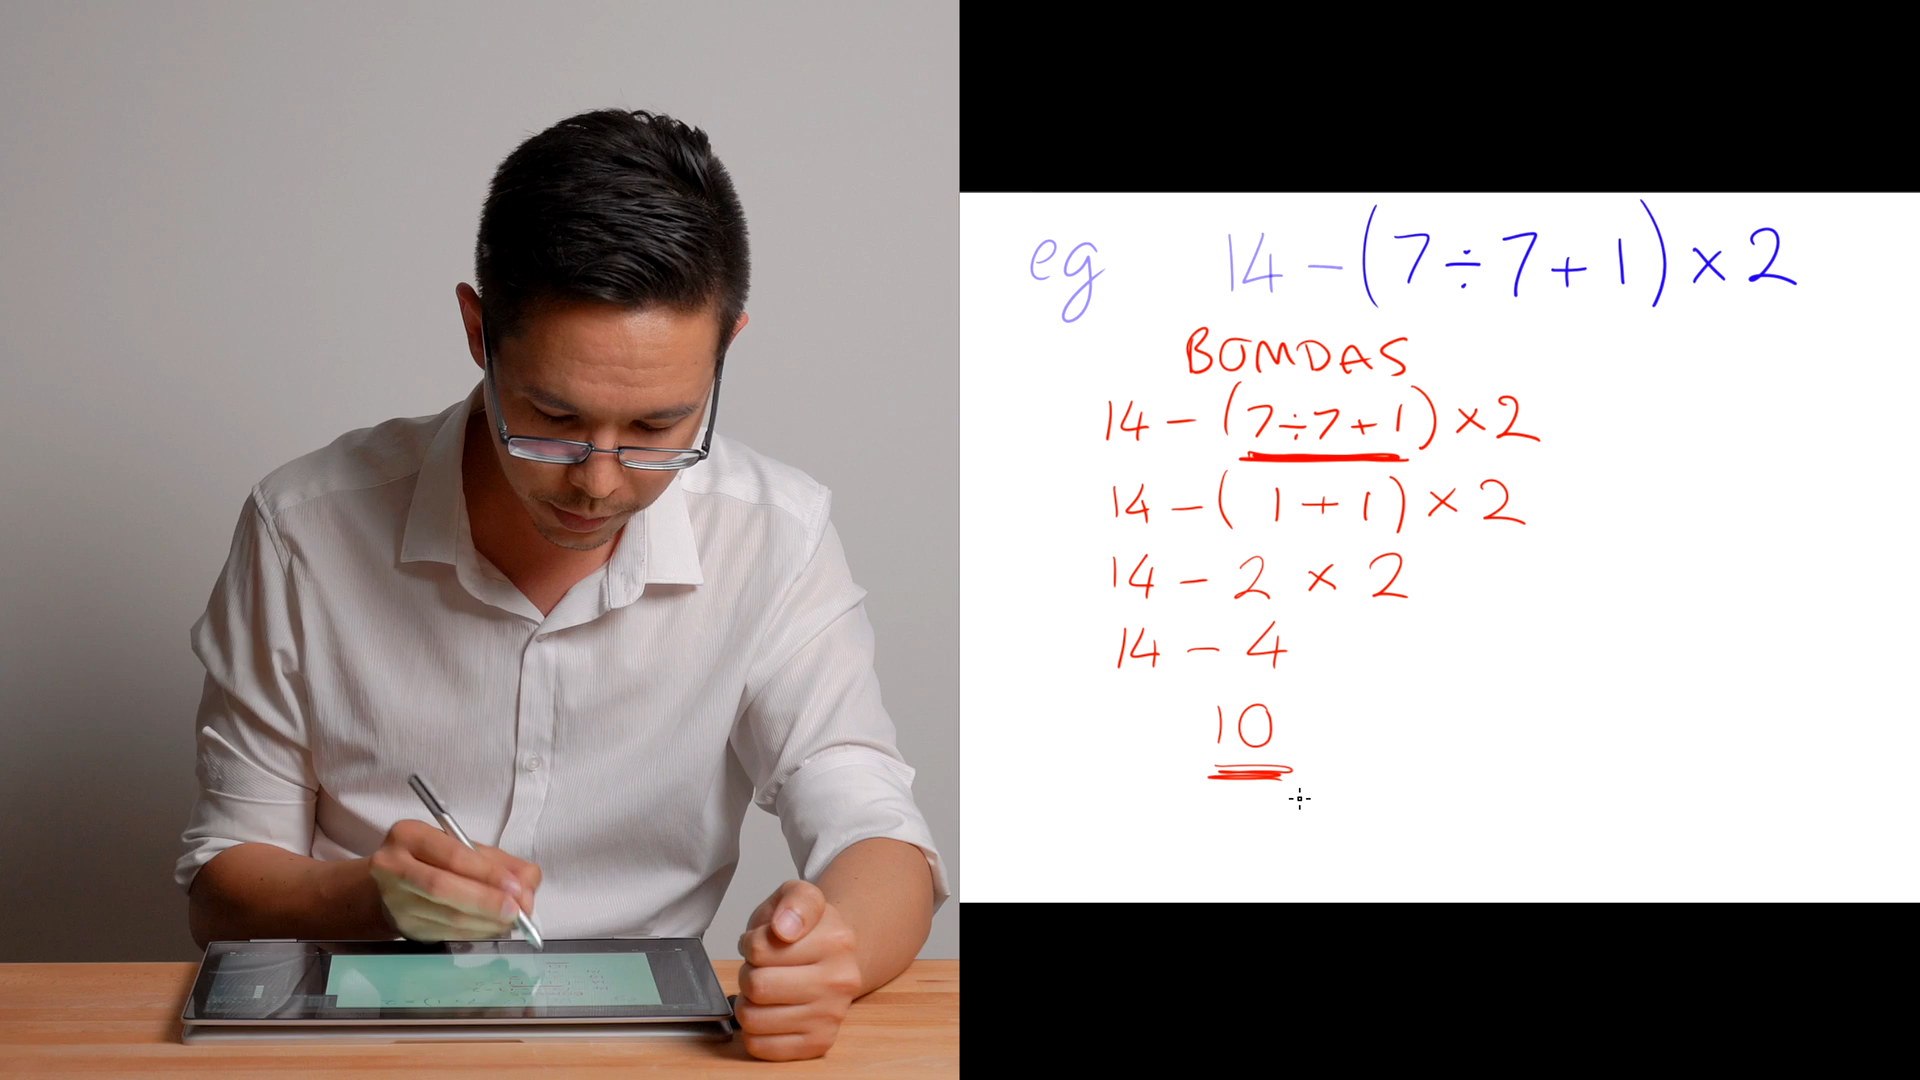 eg 14 - (7 ÷ 7 + 1) × 2
BOMDAS
14 - (7 ÷ 7 + 1) × 2
14 - ( 1 + 1) × 2
14 - 2 × 2
14 - 4
10